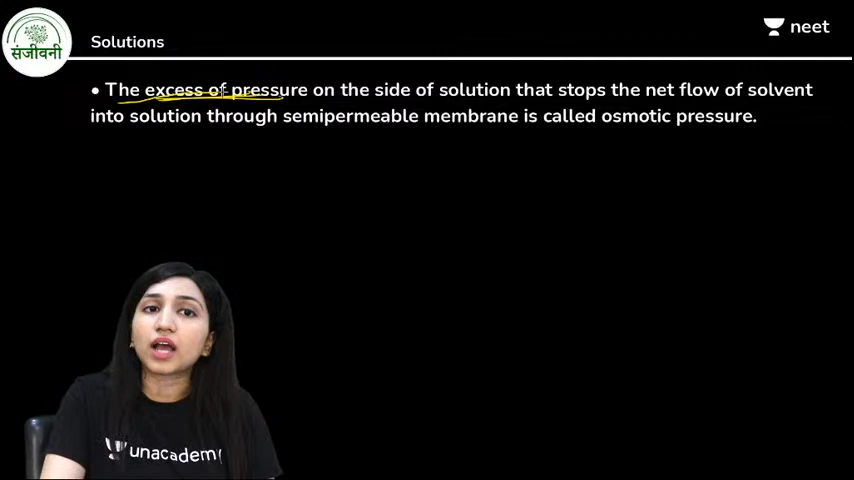 संजीवनी
Solutions
neet
• The excess of pressure on the side of solution that stops the net flow of solvent
into solution through semipermeable membrane is called osmotic pressure.
unacademy